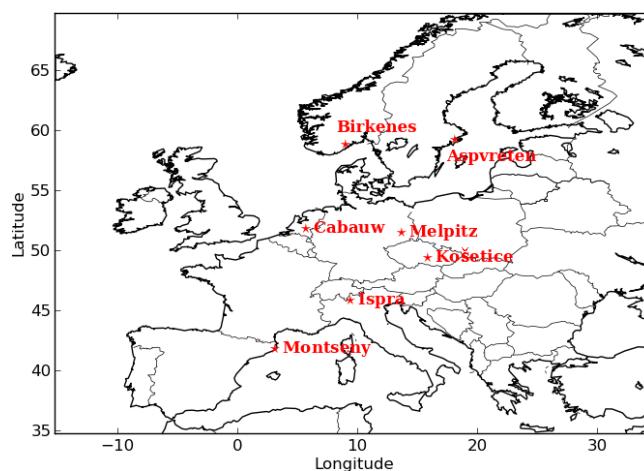 65
60
55
50
45
40
35
−10
0
10
20
30
Latitude
Longitude
Birkenes
Aspvreten
Cabauw
Melpitz
Košetice
Ispra
Montseny